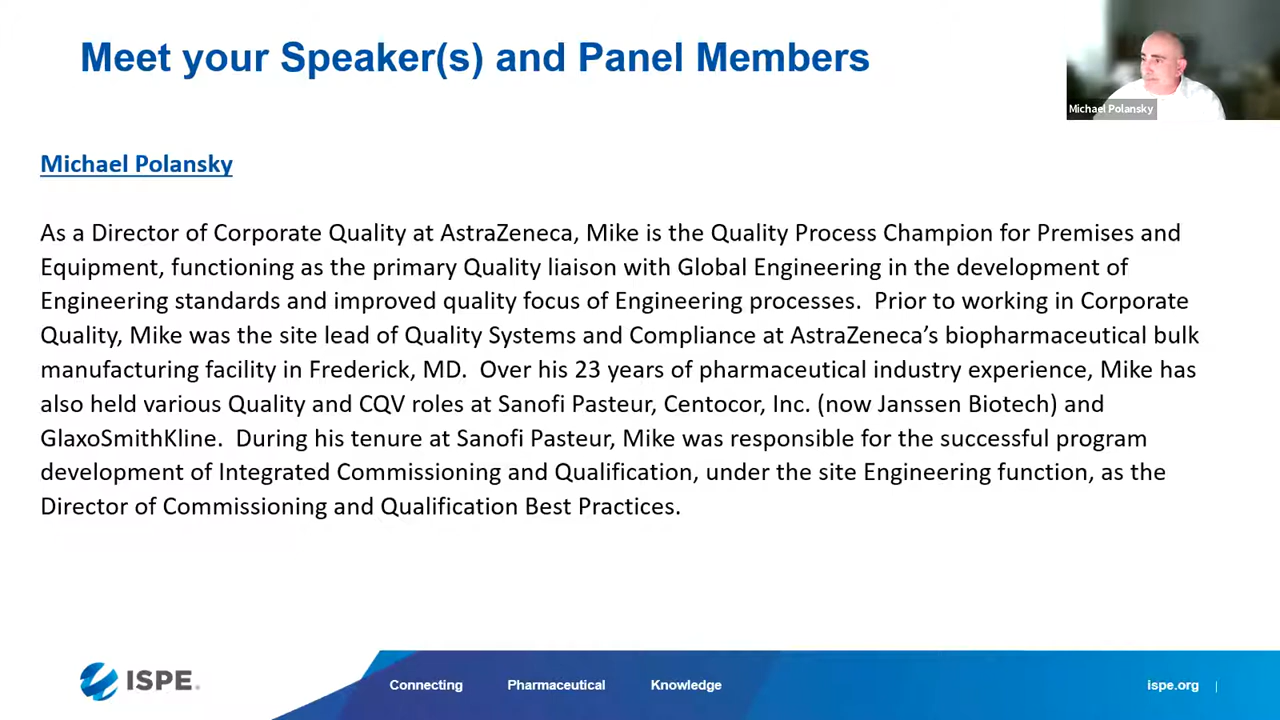 Meet your Speaker(s) and Panel Members
Michael Polansky
Michael Polansky
As a Director of Corporate Quality at AstraZeneca, Mike is the Quality Process Champion for Premises and
Equipment, functioning as the primary Quality liaison with Global Engineering in the development of
Engineering standards and improved quality focus of Engineering processes.  Prior to working in Corporate
Quality, Mike was the site lead of Quality Systems and Compliance at AstraZeneca’s biopharmaceutical bulk
manufacturing facility in Frederick, MD.  Over his 23 years of pharmaceutical industry experience, Mike has
also held various Quality and CQV roles at Sanofi Pasteur, Centocor, Inc. (now Janssen Biotech) and
GlaxoSmithKline.  During his tenure at Sanofi Pasteur, Mike was responsible for the successful program
development of Integrated Commissioning and Qualification, under the site Engineering function, as the
Director of Commissioning and Qualification Best Practices.
ISPE.
Connecting Pharmaceutical Knowledge
ispe.org |